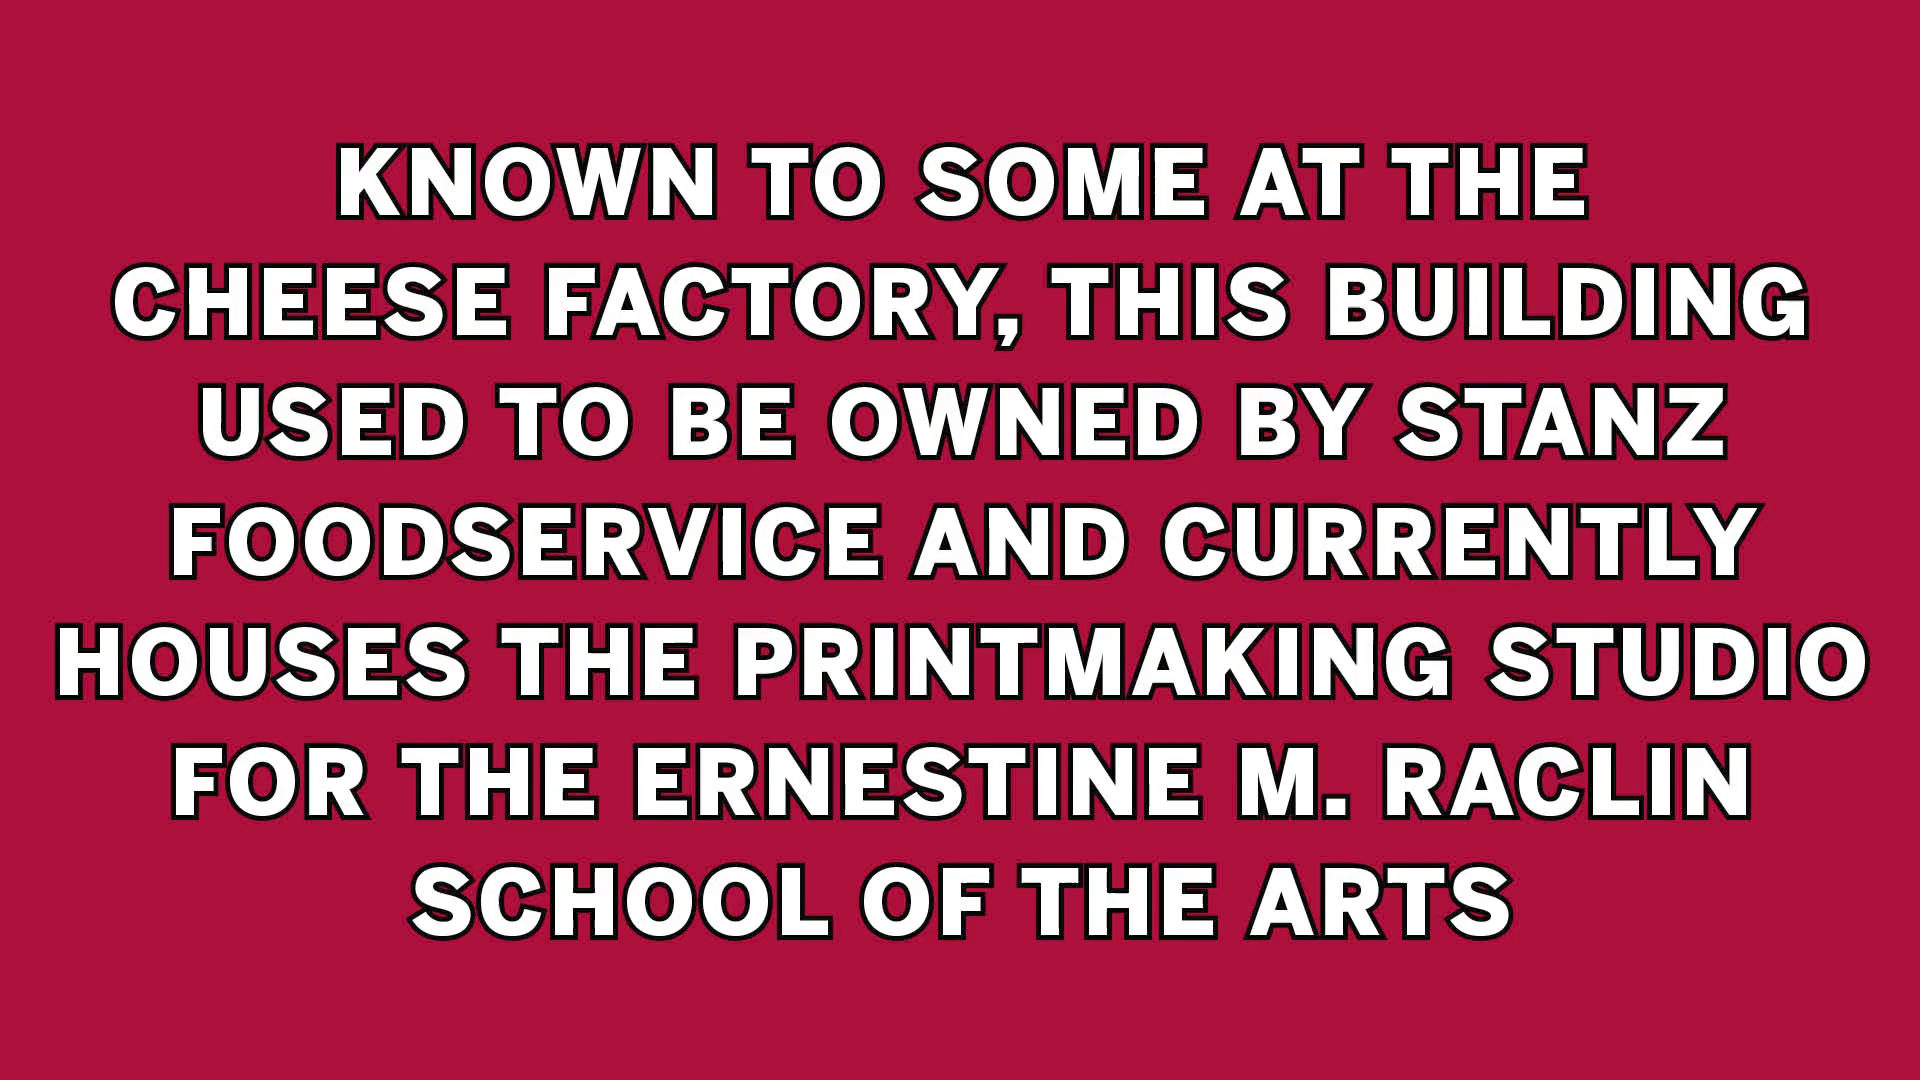 KNOWN TO SOME AT THE
CHEESE FACTORY, THIS BUILDING
USED TO BE OWNED BY STANZ
FOODSERVICE AND CURRENTLY
HOUSES THE PRINTMAKING STUDIO
FOR THE ERNESTINE M. RACLIN
SCHOOL OF THE ARTS